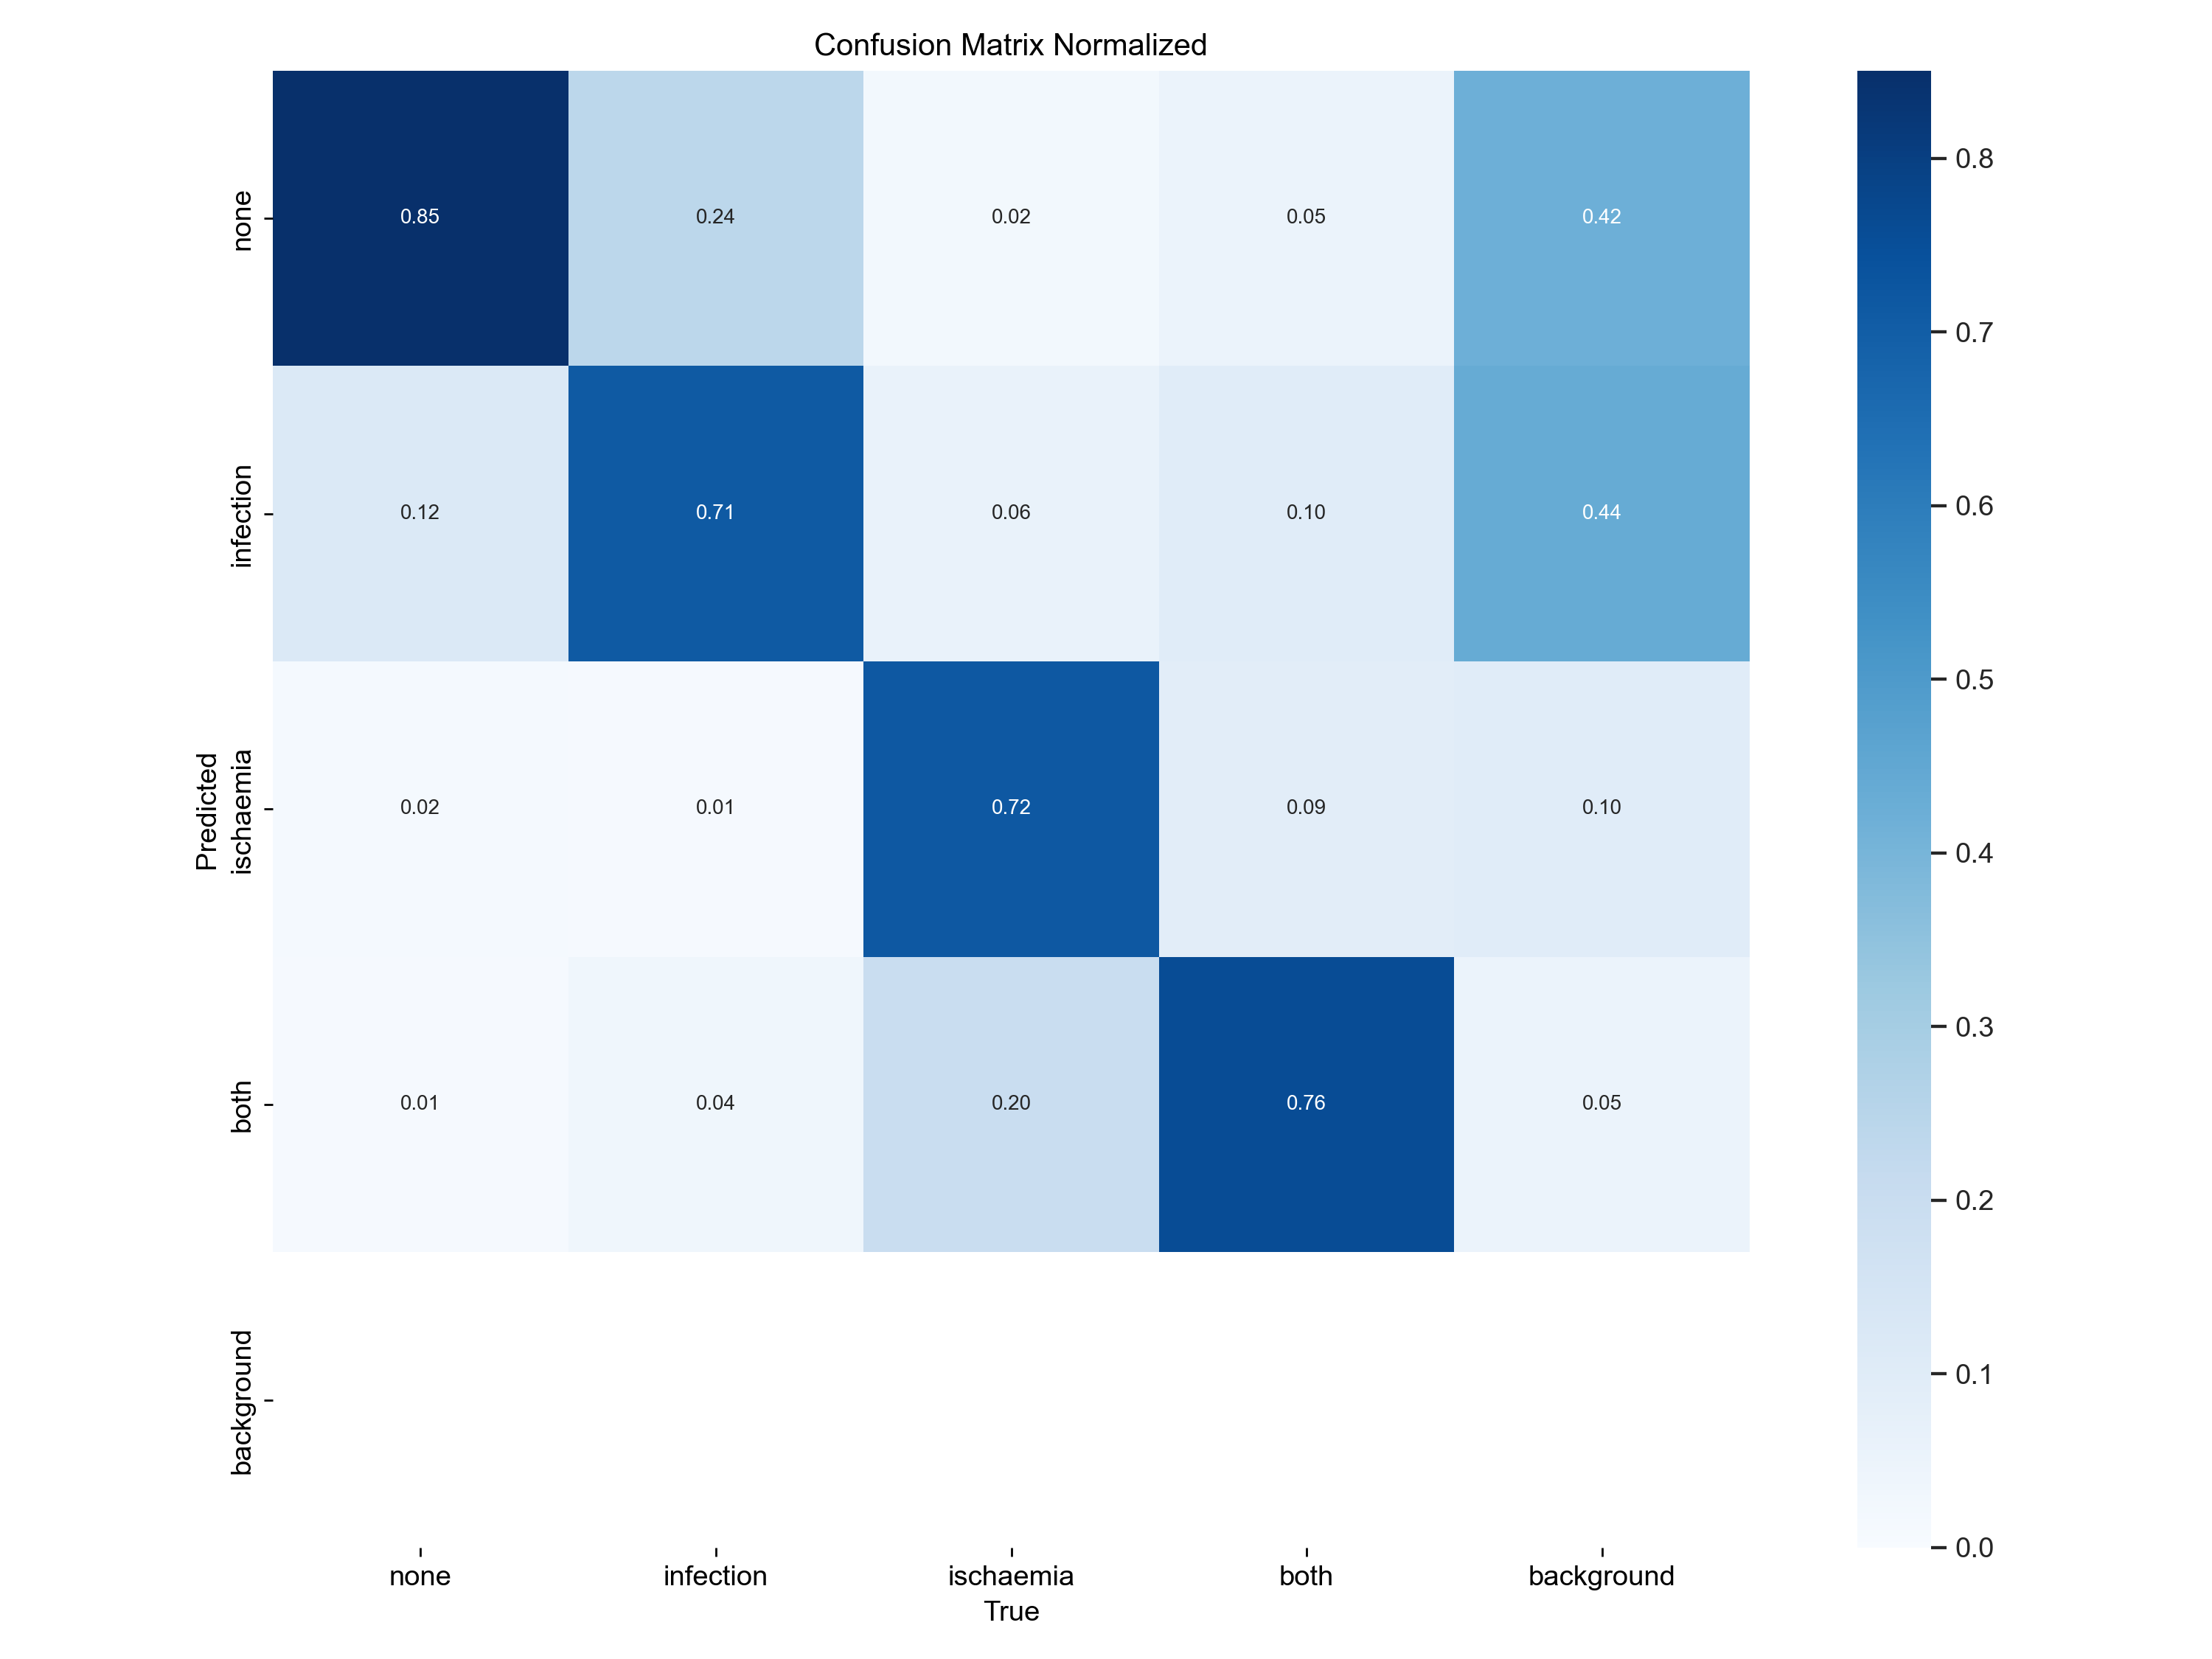 Confusion Matrix Normalized
none
0.85
0.24
0.02
0.05
0.42
infection
0.12
0.71
0.06
0.10
0.44
Predicted
ischaemia
0.02
0.01
0.72
0.09
0.10
both
0.01
0.04
0.20
0.76
0.05
background
none
infection
ischaemia
both
background
True
0.8
0.7
0.6
0.5
0.4
0.3
0.2
0.1
0.0